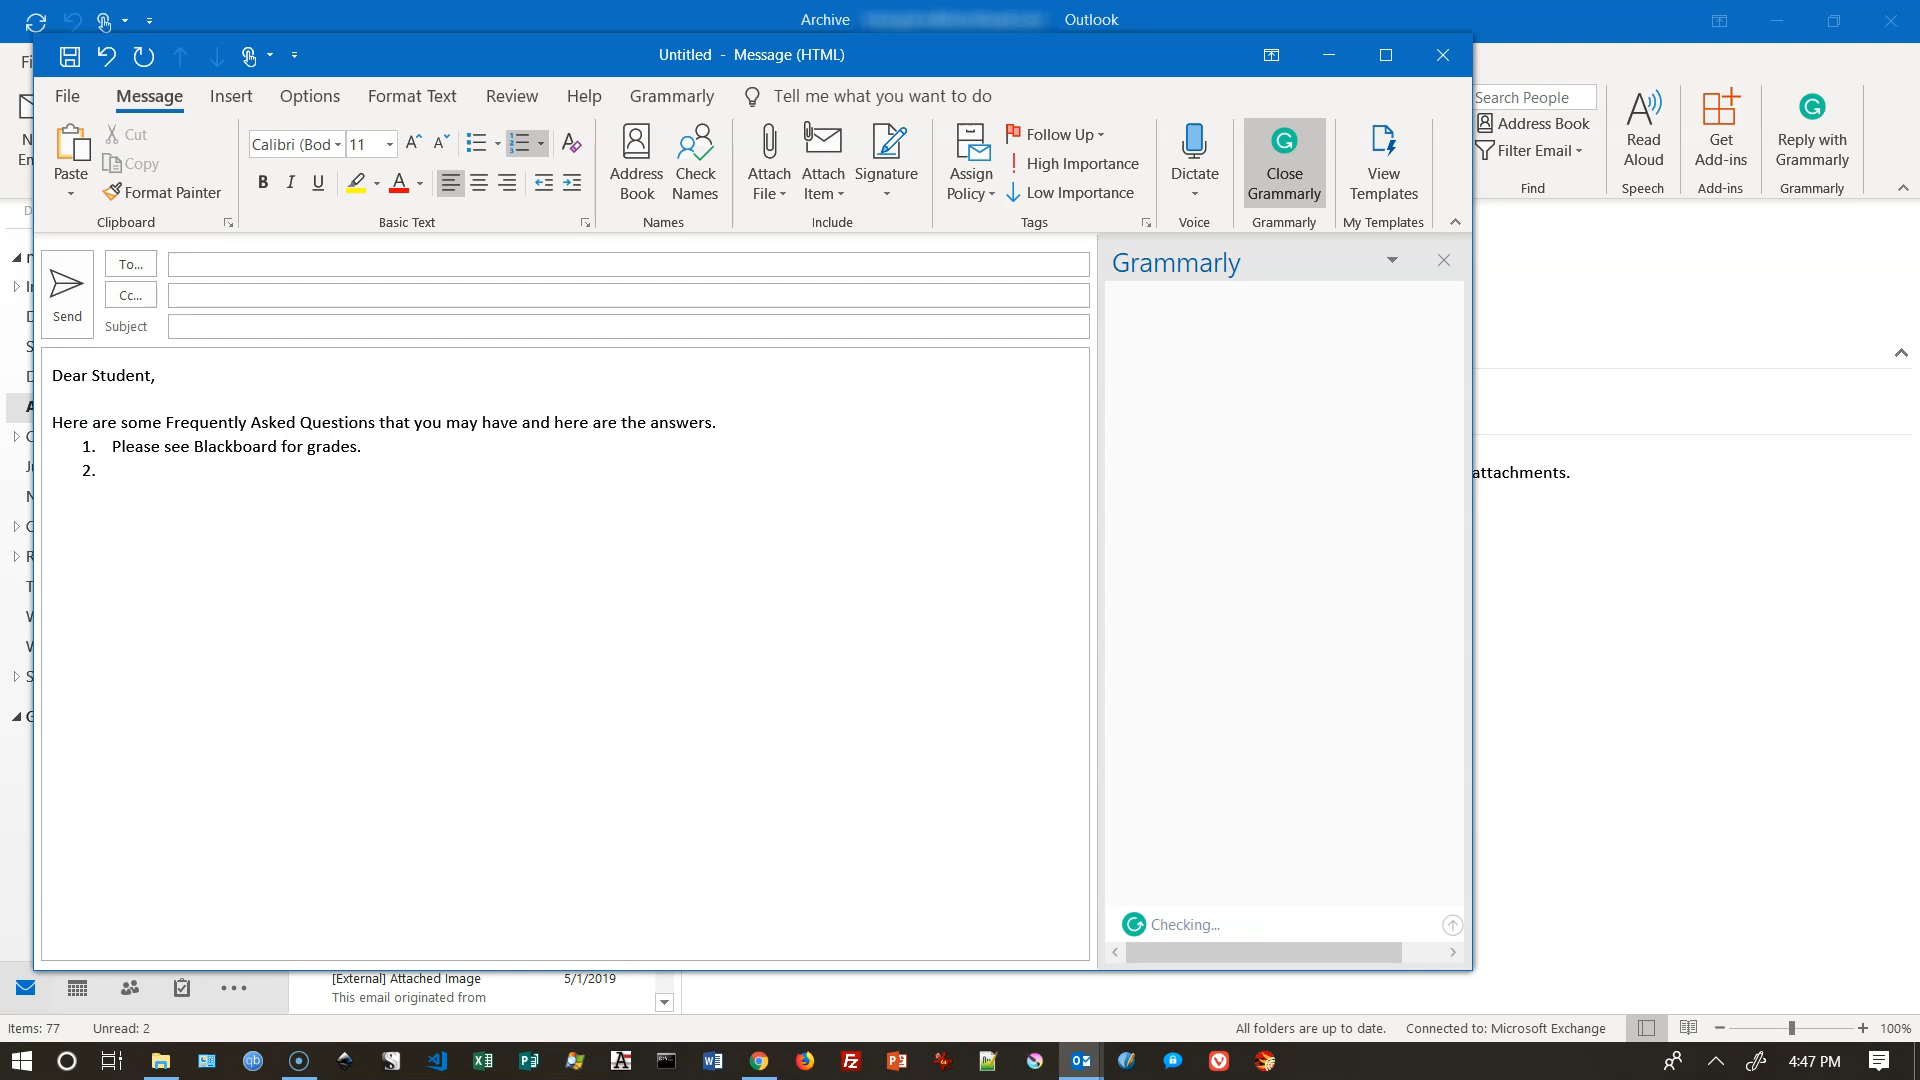 Archive
Outlook
Untitled - Message (HTML)
File
Message
Insert
Options
Format Text
Review
Help
Grammarly
Tell me what you want to do
Paste
Cut
Copy
Format Painter
Clipboard
Calibri (Bod
11
B I U
A
Basic Text
Address Book
Check Names
Names
Attach File
Attach Item
Signature
Include
Assign Policy
Follow Up
High Importance
Low Importance
Tags
Dictate
Voice
Close Grammarly
Grammarly
View Templates
My Templates
Search People
Address Book
Filter Email
Find
Read Aloud
Speech
Get Add-ins
Add-ins
Reply with Grammarly
Grammarly
Send
To...
Cc...
Subject
Grammarly
Dear Student,
Here are some Frequently Asked Questions that you may have and here are the answers.
1. Please see Blackboard for grades.
2.
attachments.
Checking...
[External] Attached Image
5/1/2019
This email originated from
Items: 77
Unread: 2
All folders are up to date.
Connected to: Microsoft Exchange
100%
4:47 PM